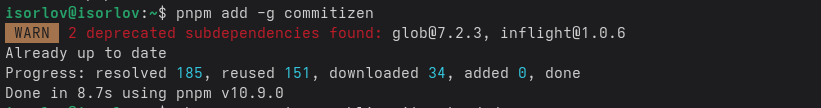 isorlov@isorlov:~$ pnpm add -g commitizen
WARN 2 deprecated subdependencies found: glob@7.2.3, inflight@1.0.6
Already up to date
Progress: resolved 185, reused 151, downloaded 34, added 0, done
Done in 8.7s using pnpm v10.9.0